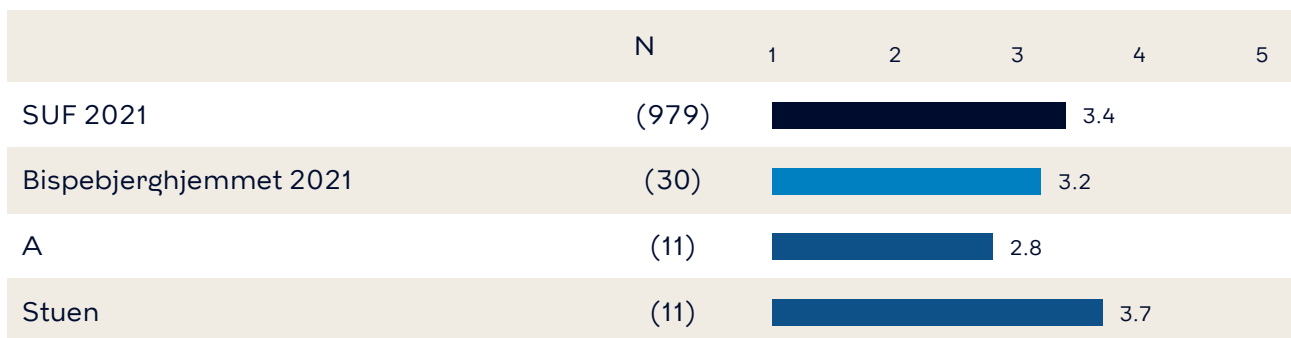 N 1 2 3 4 5
SUF 2021 (979) 3.4
Bispebjerghjemmet 2021 (30) 3.2
A (11) 2.8
Stuen (11) 3.7